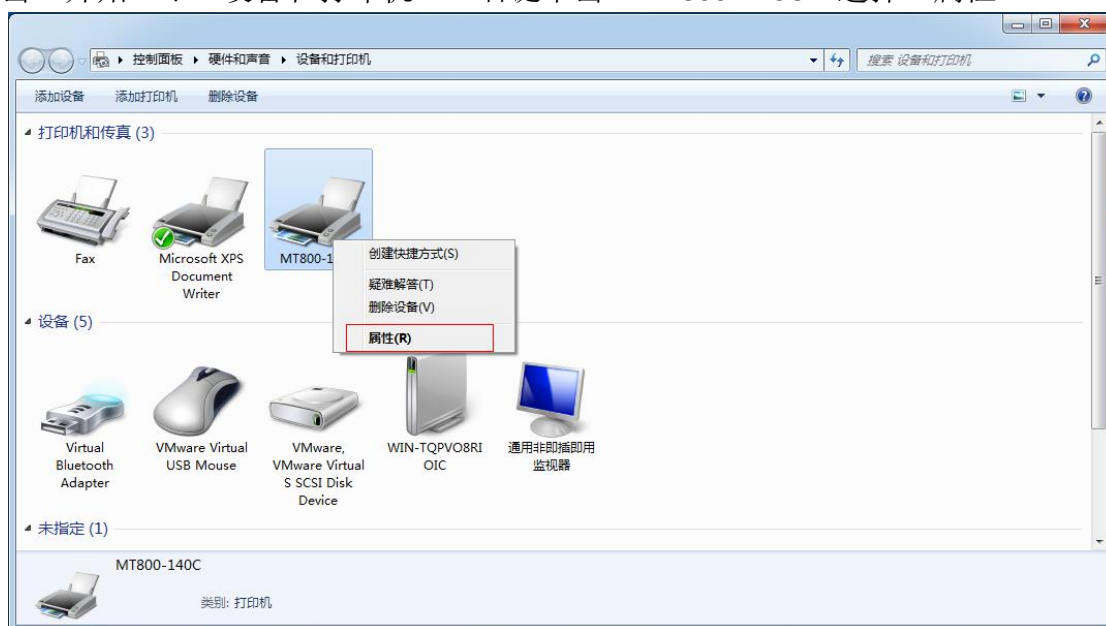 控制面板 ▸ 硬件和声音 ▸ 设备和打印机
搜索 设备和打印机
添加设备 添加打印机 删除设备
打印机和传真 (3)
Fax
Microsoft XPS
Document
Writer
MT800-1
创建快捷方式(S)
疑难解答(T)
删除设备(V)
属性(R)
设备 (5)
Virtual
Bluetooth
Adapter
VMware Virtual
USB Mouse
VMware,
VMware Virtual
S SCSI Disk
Device
WIN-TQPVO8RI
OIC
通用非即插即用
监视器
未指定 (1)
MT800-140C
类别: 打印机